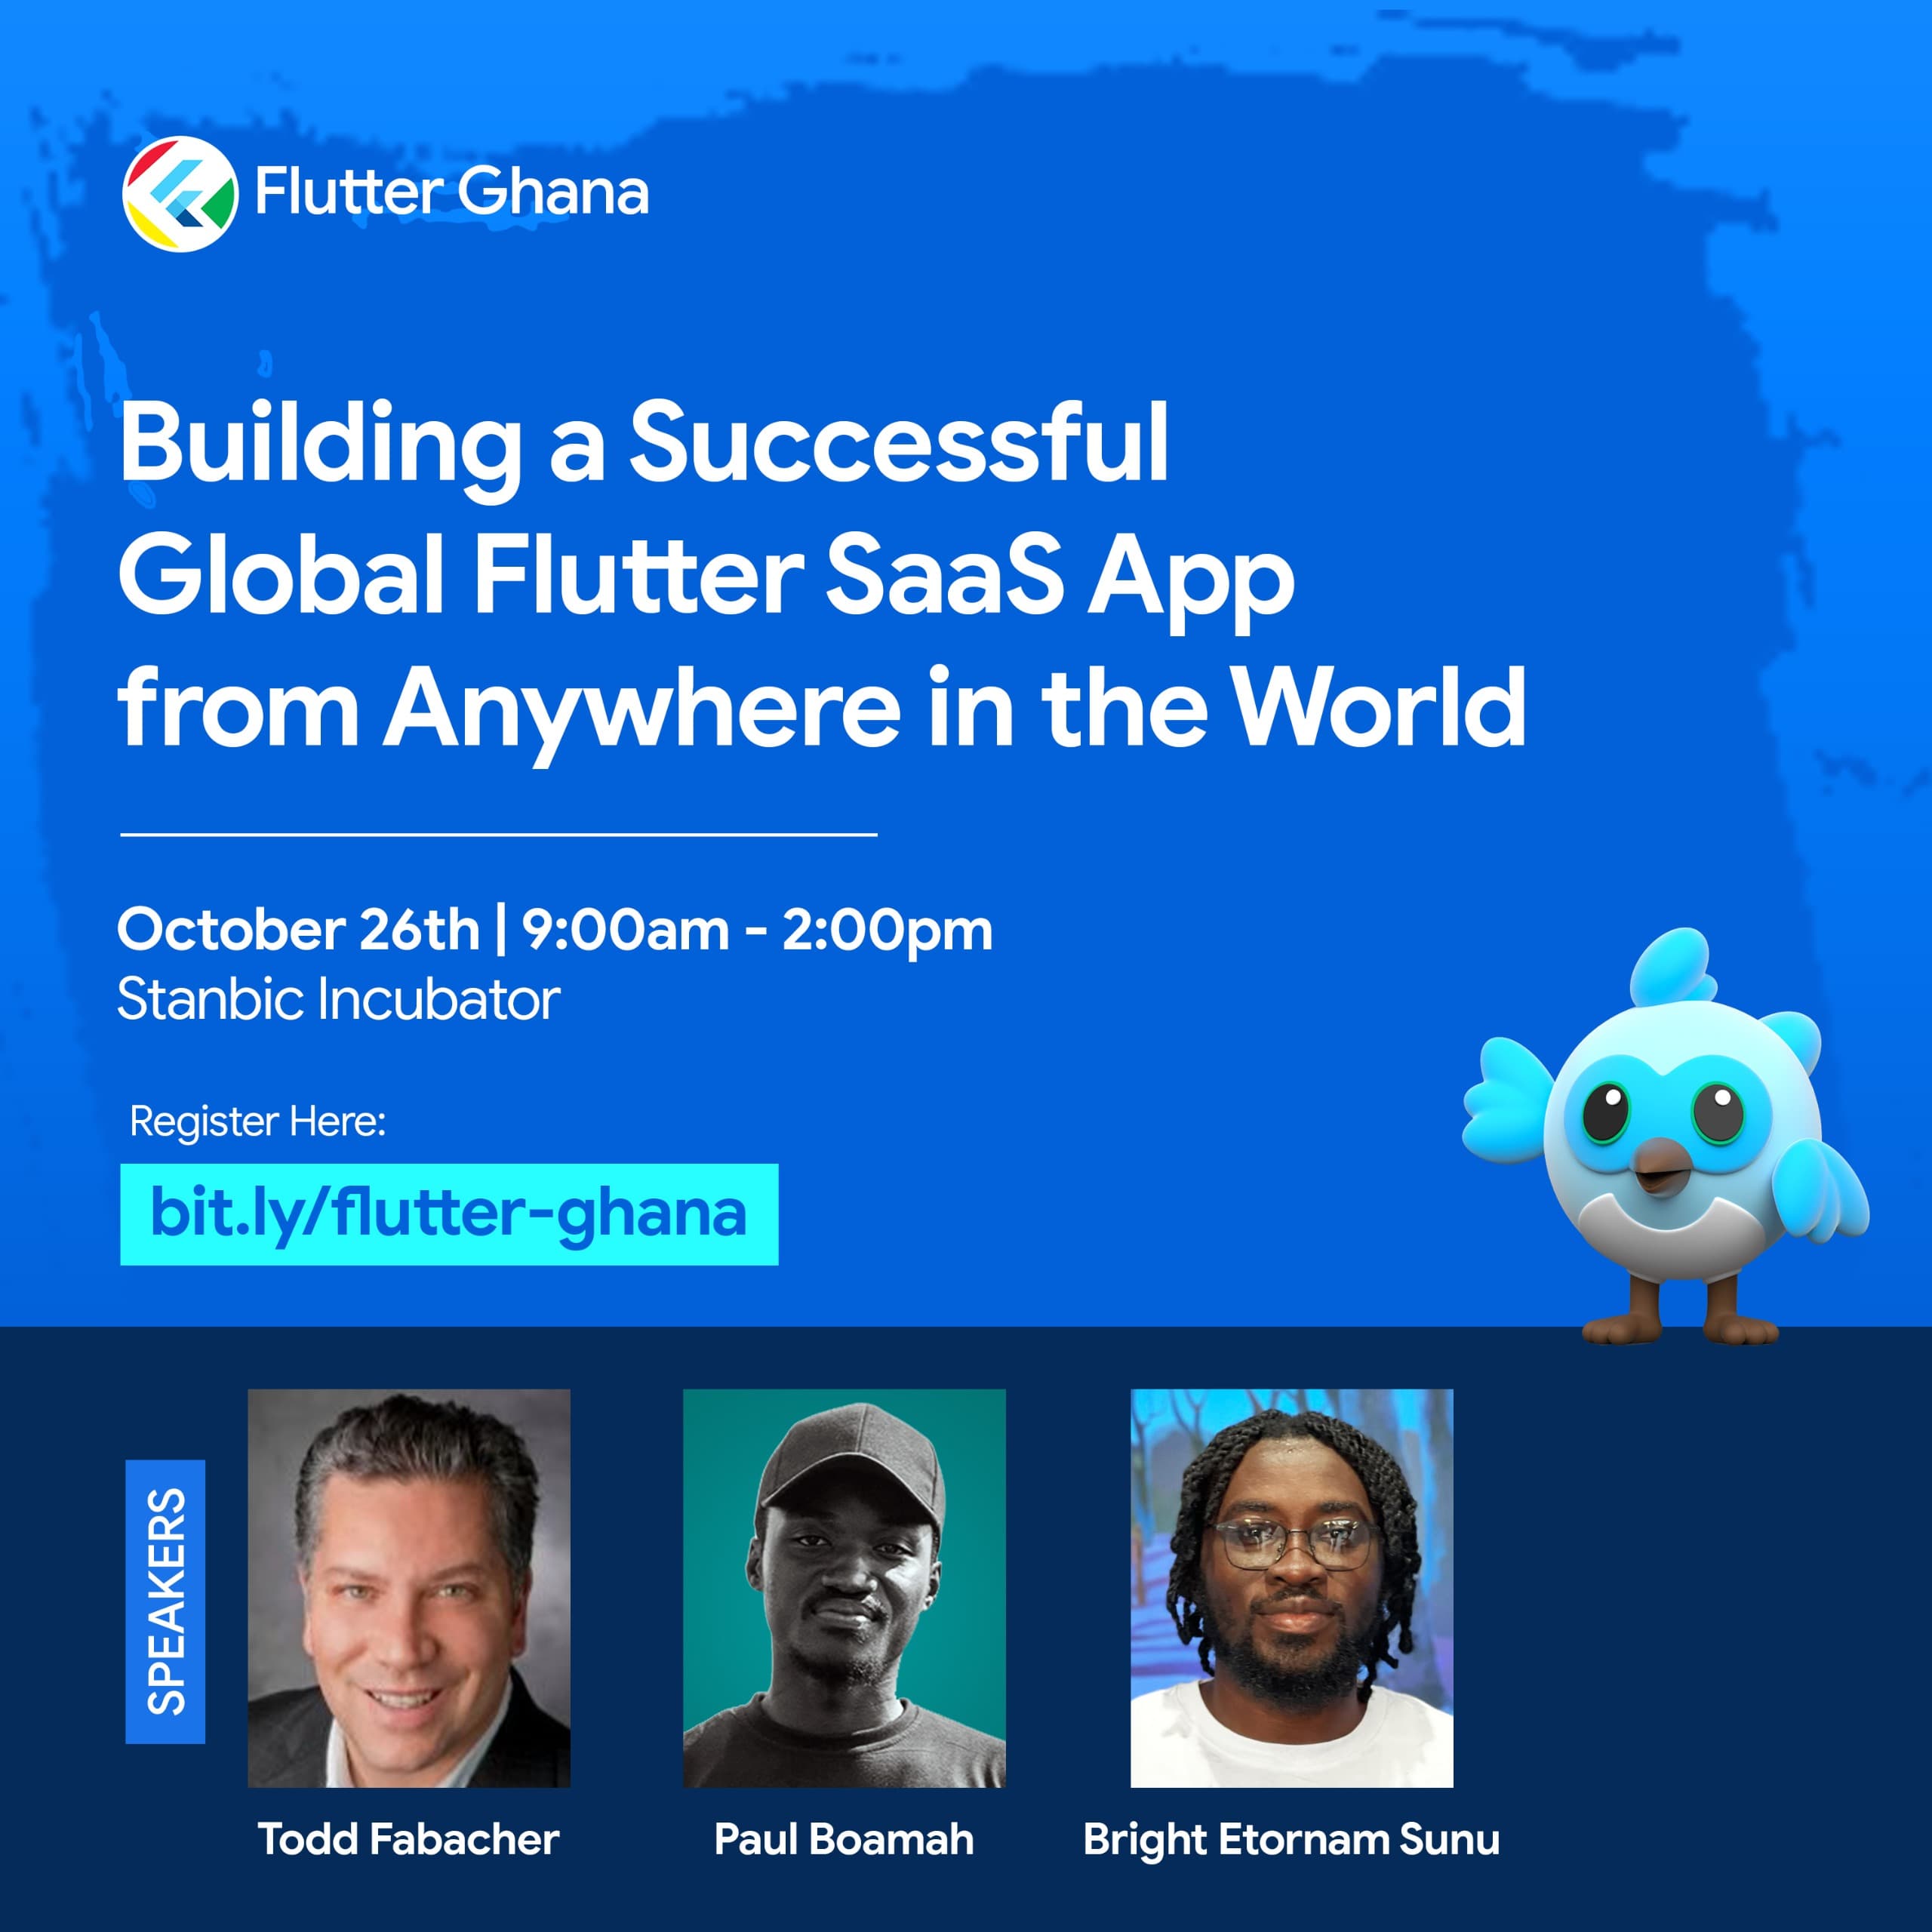 Flutter Ghana
Building a Successful
Global Flutter SaaS App
from Anywhere in the World
October 26th | 9:00am - 2:00pm
Stanbic Incubator
Register Here:
bit.ly/flutter-ghana
SPEAKERS
Todd Fabacher
Paul Boamah
Bright Etornam Sunu